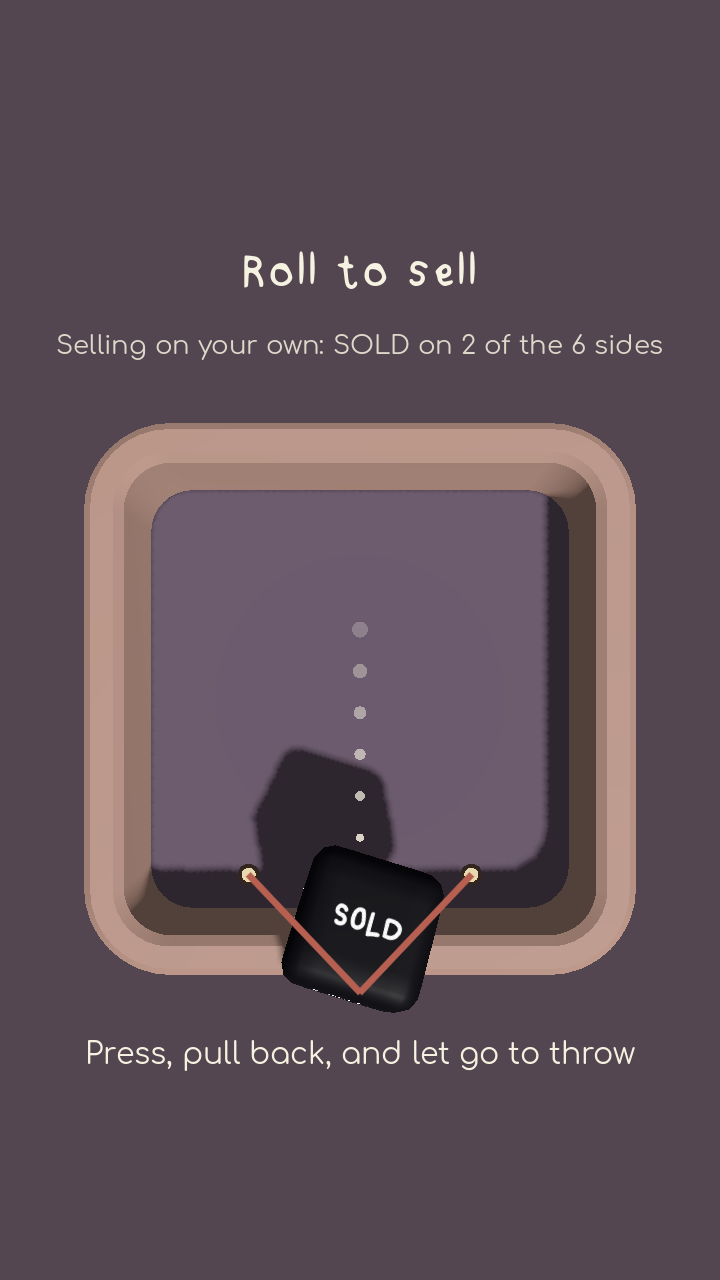 Roll to sell
Selling on your own: SOLD on 2 of the 6 sides
SOLD
Press, pull back, and let go to throw